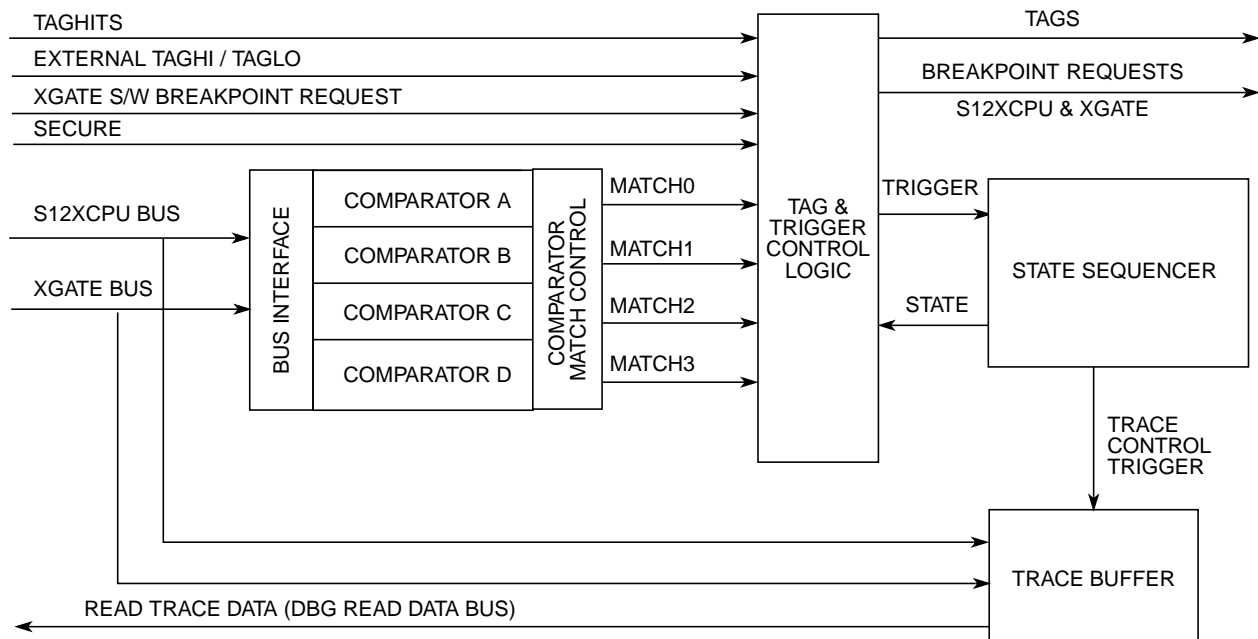 TAGHITS
EXTERNAL TAGHI / TAGLO
XGATE S/W BREAKPOINT REQUEST
SECURE
TAGS
BREAKPOINT REQUESTS
S12XCPU & XGATE
S12XCPU BUS
XGATE BUS
BUS INTERFACE
COMPARATOR A
COMPARATOR B
COMPARATOR C
COMPARATOR D
COMPARATOR
MATCH CONTROL
MATCH0
MATCH1
MATCH2
MATCH3
TAG &
TRIGGER
CONTROL
LOGIC
TRIGGER
STATE
STATE SEQUENCER
TRACE
CONTROL
TRIGGER
TRACE BUFFER
READ TRACE DATA (DBG READ DATA BUS)